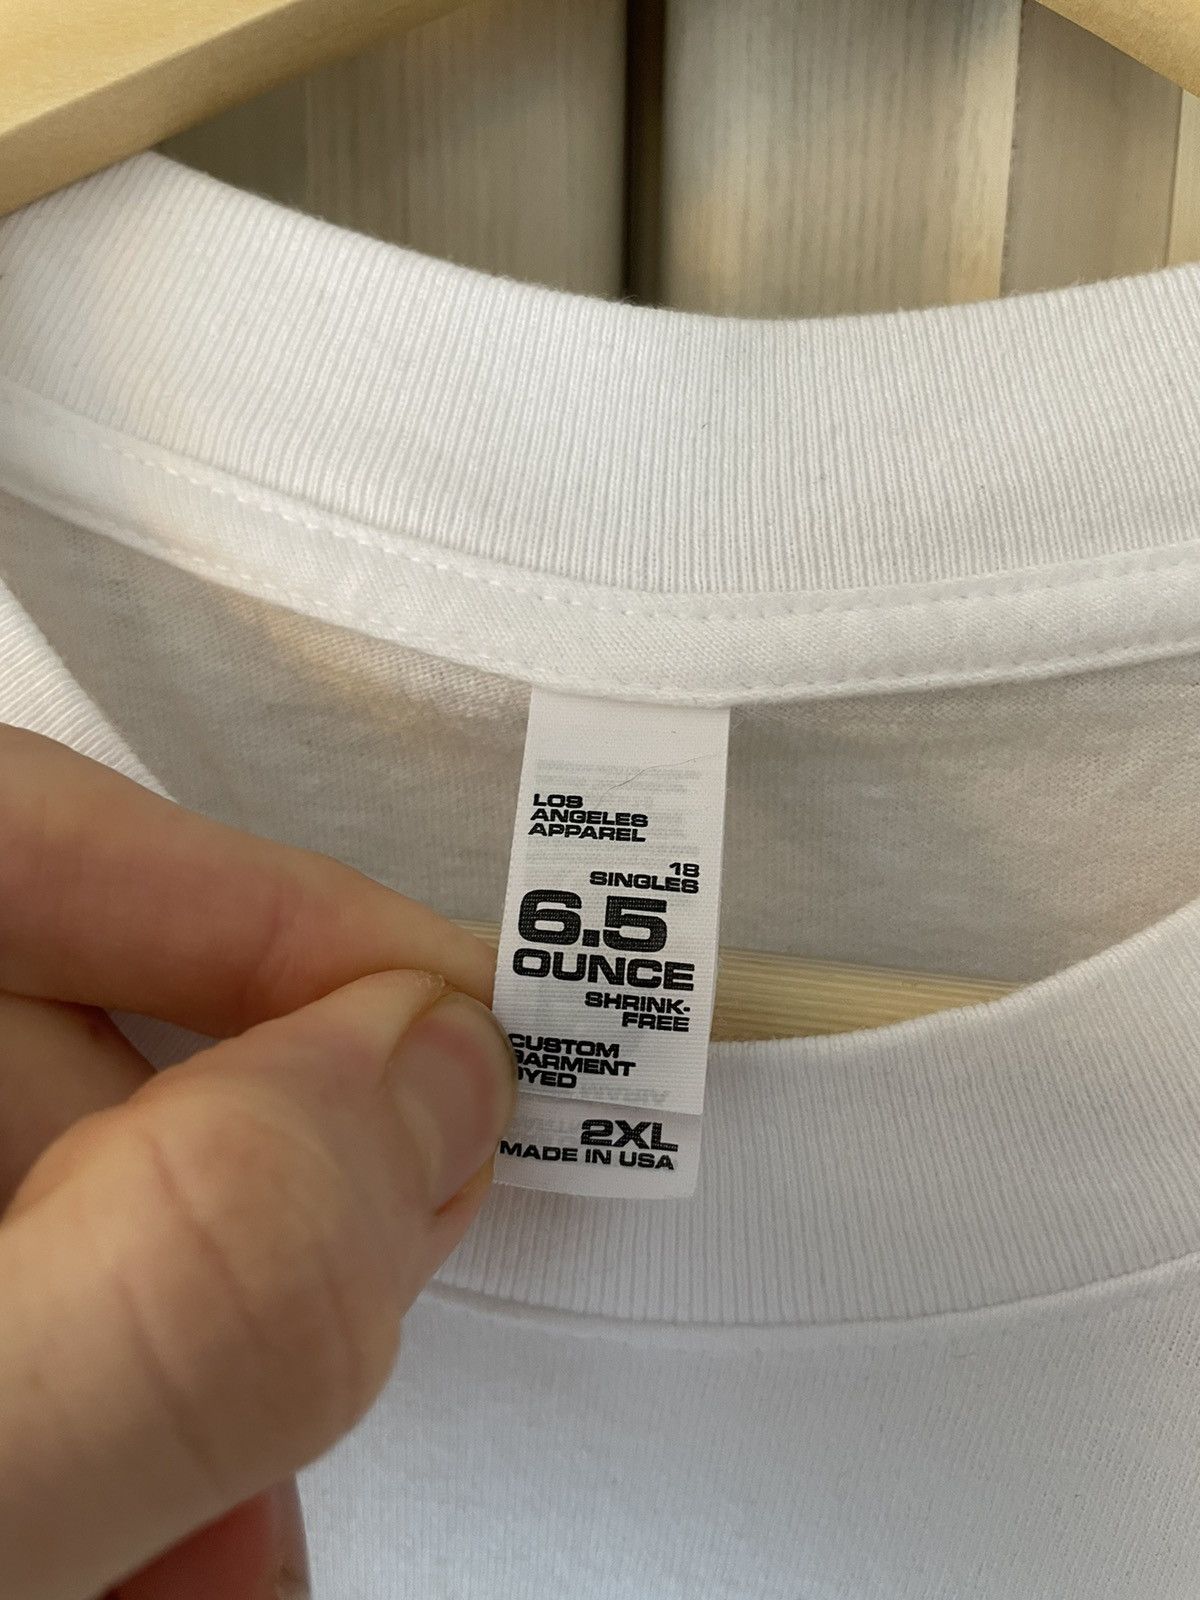 LOS
ANGELES
APPAREL
18
SINGLES
6.5
OUNCE
SHRINK-
FREE
CUSTOM
GARMENT
DYED
2XL
MADE IN USA